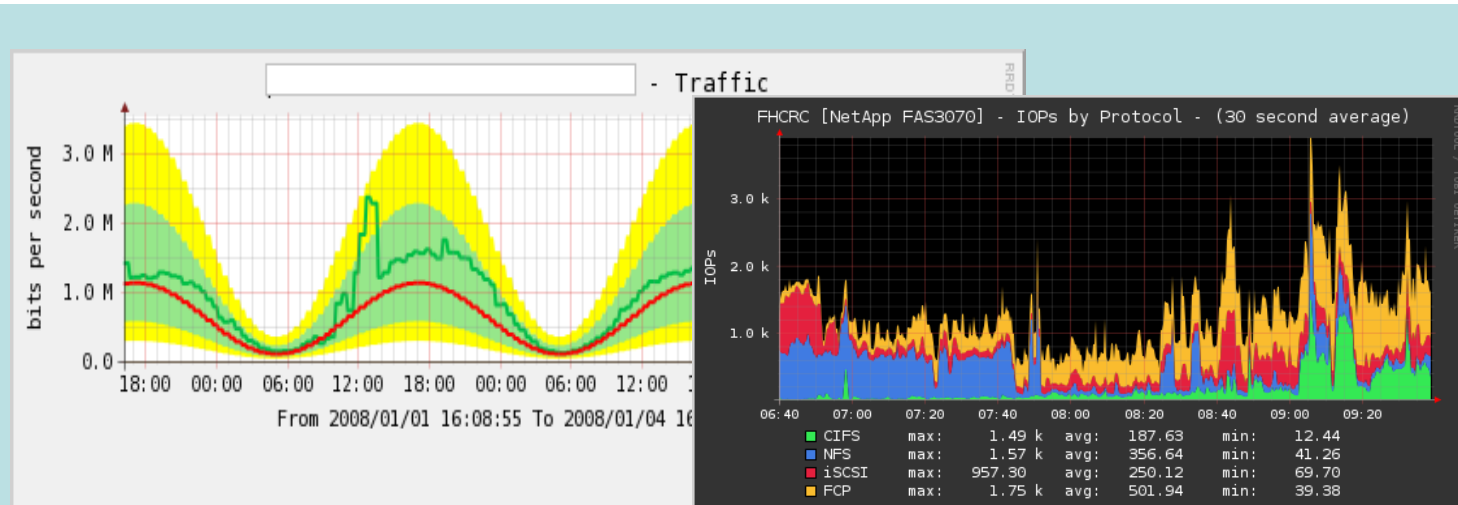 - Traffic
RRD
bits per second
3.0 M
2.0 M
1.0 M
0.0
18:00 00:00 06:00 12:00 18:00 00:00 06:00 12:00
From 2008/01/01 16:08:55 To 2008/01/04 16
FHCRC [NetApp FAS3070] - IOPs by Protocol - (30 second average)
IOPs
3.0 k
2.0 k
1.0 k
06:40 07:00 07:20 07:40 08:00 08:20 08:40 09:00 09:20
CIFS max: 1.49 k avg: 187.63 min: 12.44
NFS max: 1.57 k avg: 356.64 min: 41.26
iSCSI max: 957.30 avg: 250.12 min: 69.70
FCP max: 1.75 k avg: 501.94 min: 39.38